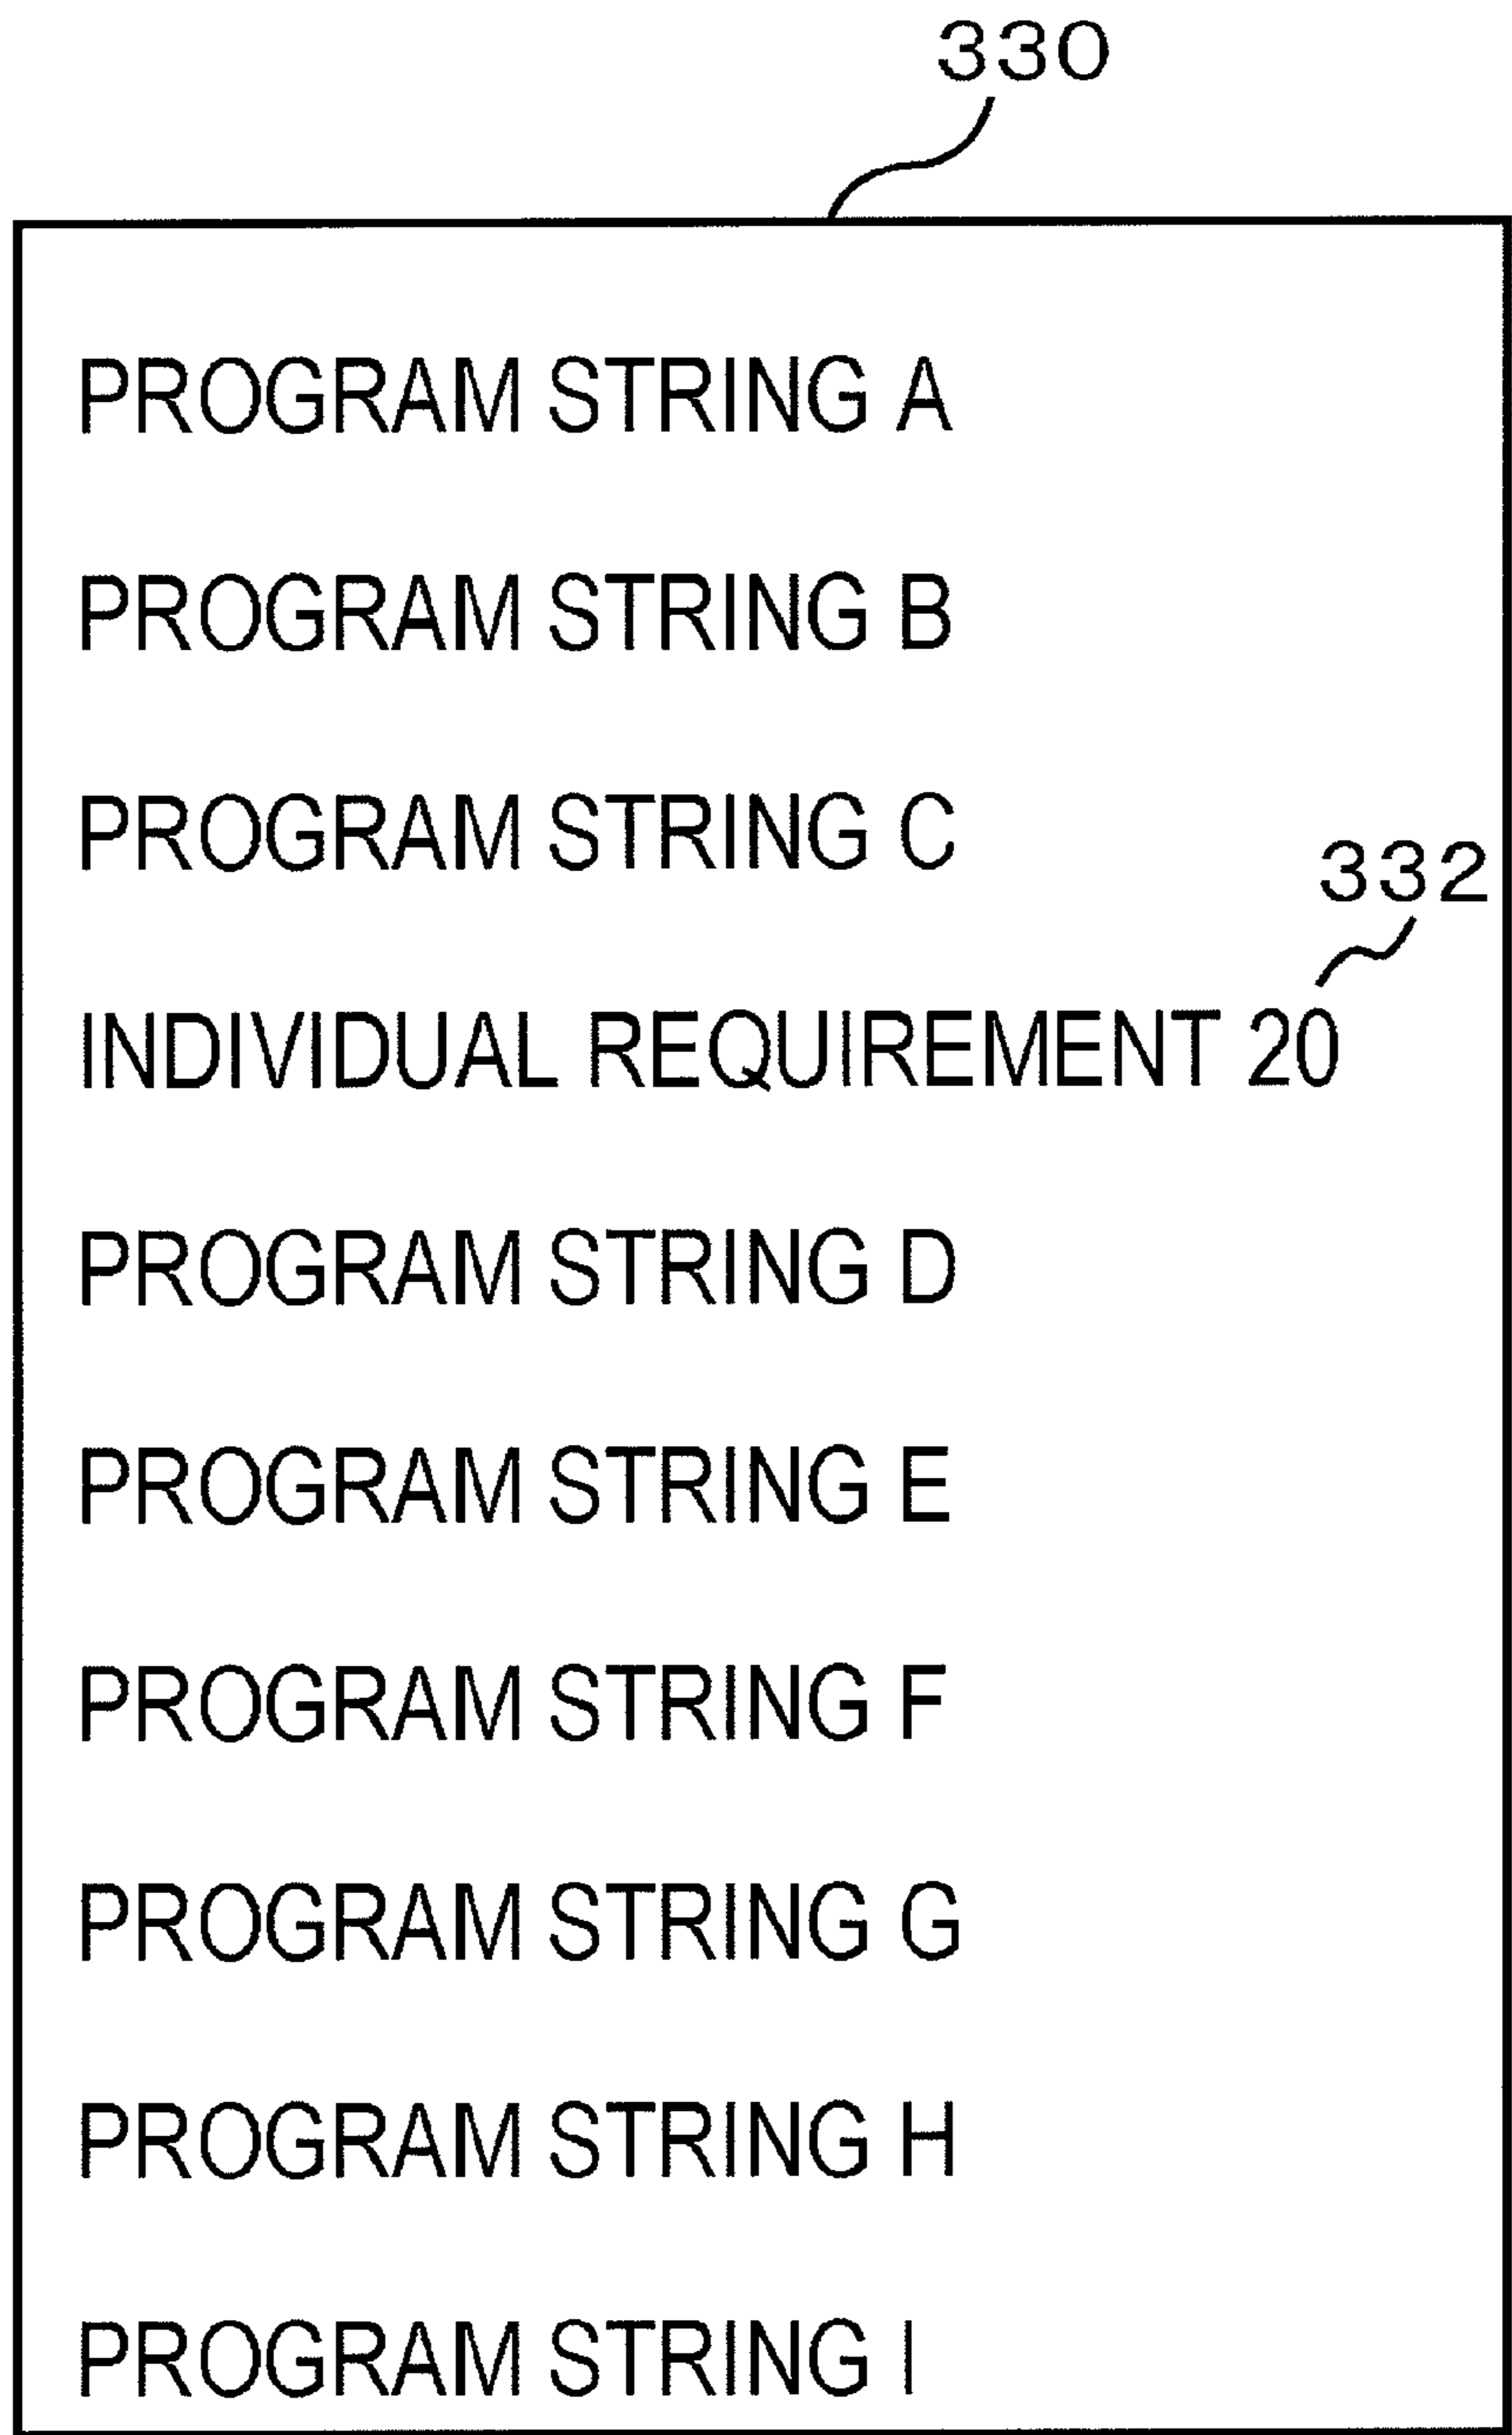 330
PROGRAM STRING A
PROGRAM STRING B
PROGRAM STRING C
332
INDIVIDUAL REQUIREMENT 20
PROGRAM STRING D
PROGRAM STRING E
PROGRAM STRING F
PROGRAM STRING G
PROGRAM STRING H
PROGRAM STRING I